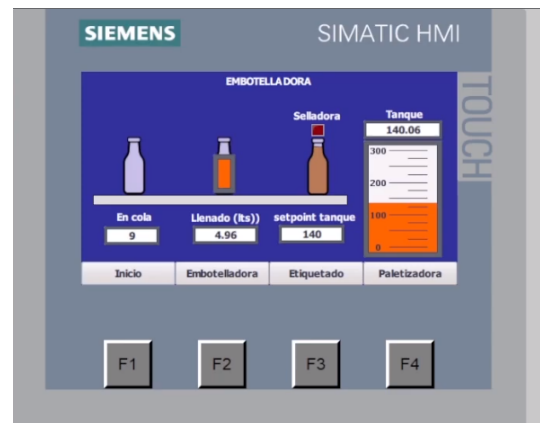 SIEMENS
SIMATIC HMI
TOUCH
EMBOTELLADORA
Selladora
Tanque
140.06
300
200
100
0
En cola
Llenado (lts))
setpoint tanque
9
4.96
140
Inicio
Embotelladora
Etiquetado
Paletizadora
F1
F2
F3
F4